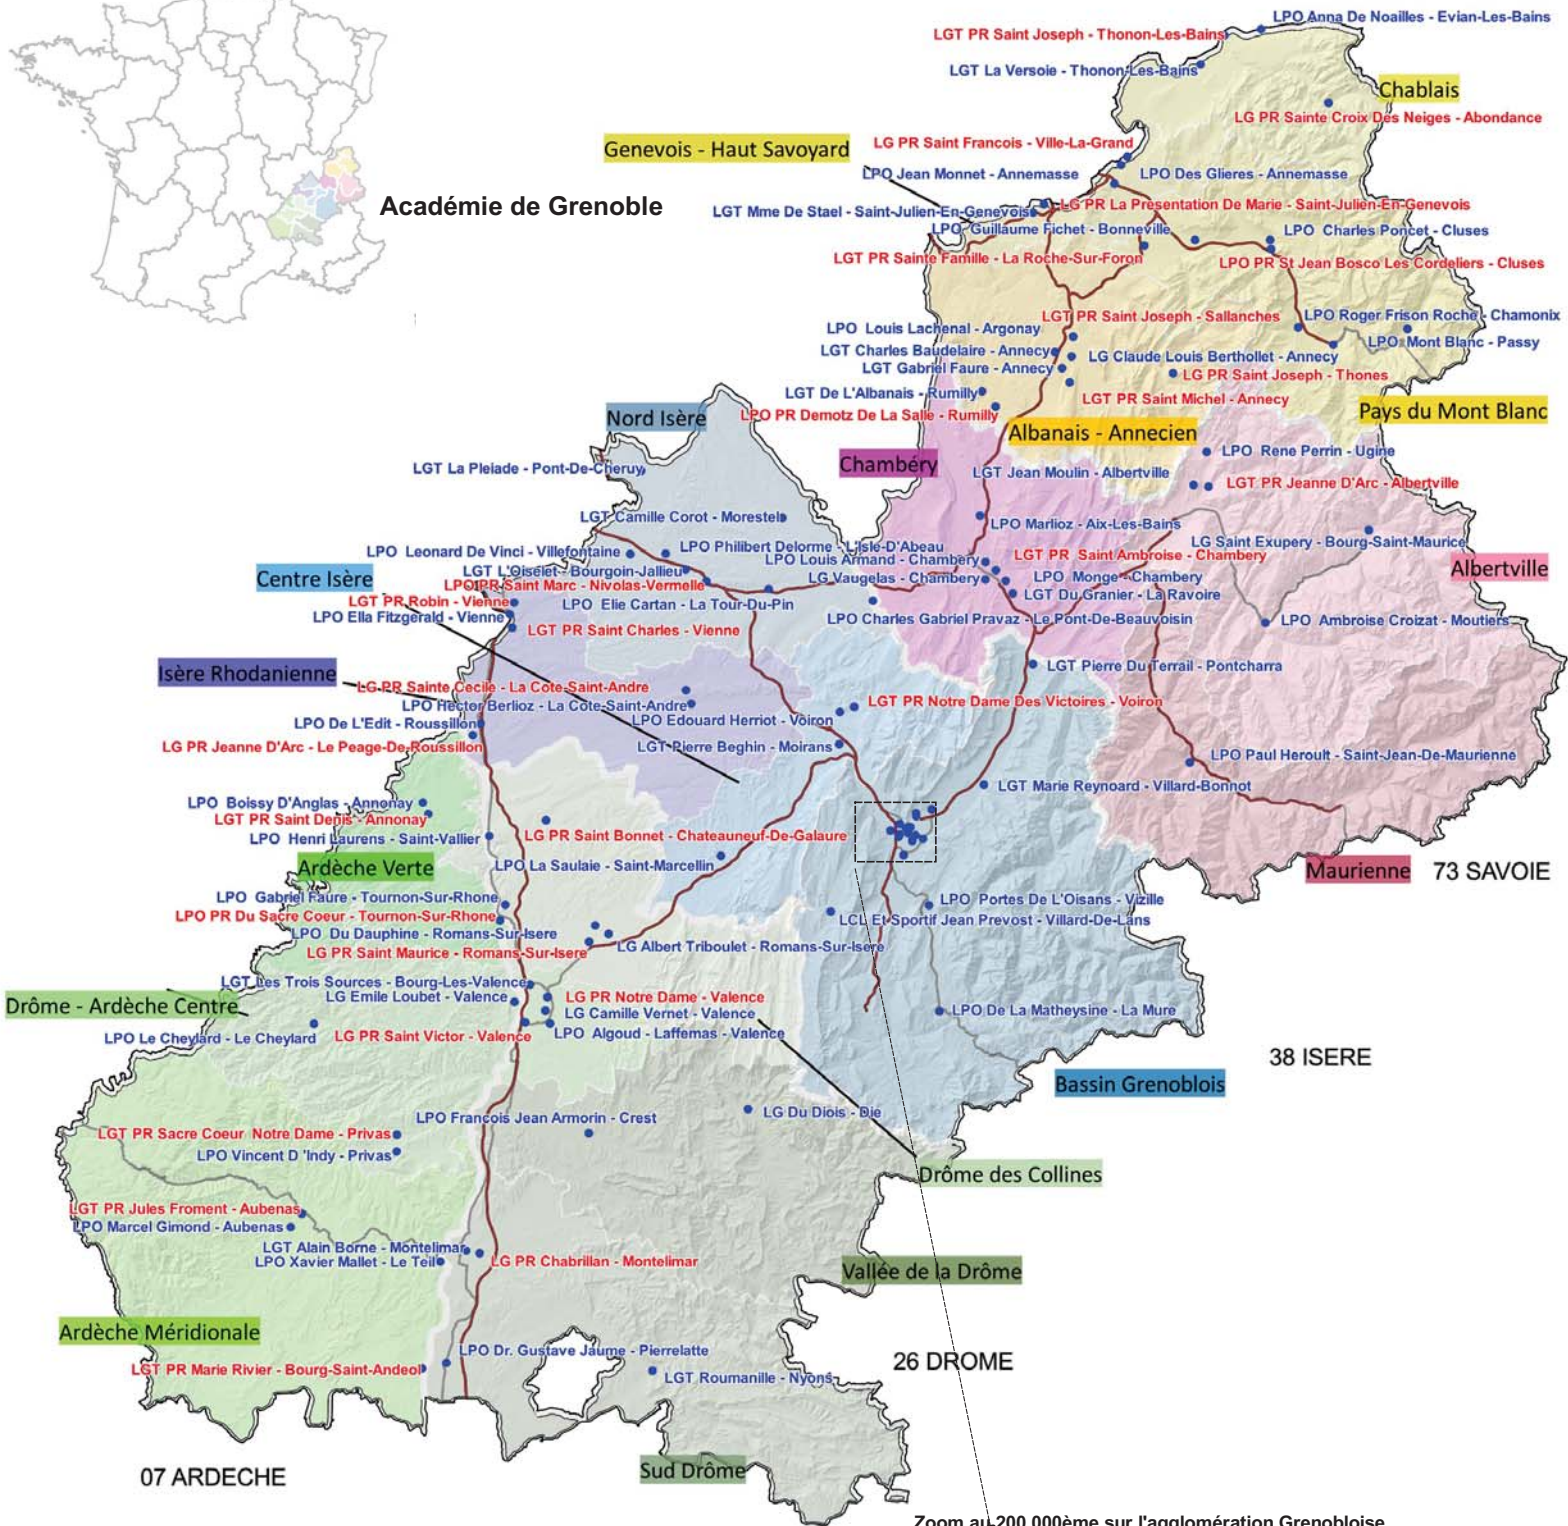 LPO Anna De Noailles - Evian-Les-Bains
LGT PR Saint Joseph - Thonon-Les-Bains
LGT La Versoie - Thonon-Les-Bains
Chablais
LG PR Sainte Croix Des Neiges - Abondance
Genevois - Haut Savoyard
LG PR Saint Francois - Ville-La-Grand
LPO Jean Monnet - Annemasse
LPO Des Glieres - Annemasse
Académie de Grenoble
LGT Mme De Stael - Saint-Julien-En-Genevois
LG PR La Présentation De Marie - Saint-Julien-En-Genevois
LPO Guillaume Fichet - Bonneville
LPO Charles Poncet - Cluses
LGT PR Sainte Famille - La Roche-Sur-Foron
LPO PR St Jean Bosco Les Cordeliers - Cluses
LGT PR Saint Joseph - Sallanches
LPO Roger Frison Roche - Chamonix
LPO Louis Lachenal - Argonay
LPO Mont Blanc - Passy
LGT Charles Baudelaire - Annecy
LG Claude Louis Berthollet - Annecy
LGT Gabriel Faure - Annecy
LG PR Saint Joseph - Thones
LGT De L'Albanais - Rumilly
LGT PR Saint Michel - Annecy
LPO PR Demotz De La Salle - Rumilly
Pays du Mont Blanc
Nord Isère
Albanais - Annecien
LPO Rene Perrin - Ugine
Chambéry
LGT La Pleiade - Pont-De-Cheruy
LGT Jean Moulin - Albertville
LGT PR Jeanne D'Arc - Albertville
LGT Camille Corot - Morestel
LPO Marlioz - Aix-Les-Bains
LG Saint Exupery - Bourg-Saint-Maurice
LPO Leonard De Vinci - Villefontaine
LPO Philibert Delorme - L'Isle-D'Abeau
LPO Louis Armand - Chambery
LGT PR Saint Ambroise - Chambery
Albertville
Centre Isère
LGT L'Oiselet - Bourgoin-Jallieu
LG Vaugelas - Chambery
LPO Monge - Chambery
LPO PR Saint Marc - Nivolas-Vermelle
LGT Du Granier - La Ravoire
LGT PR Robin - Vienne
LPO Elie Cartan - La Tour-Du-Pin
LPO Ella Fitzgerald - Vienne
LPO Charles Gabriel Pravaz - Le Pont-De-Beauvoisin
LPO Ambroise Croizat - Moutiers
LGT PR Saint Charles - Vienne
LGT Pierre Du Terrail - Pontcharra
Isère Rhodanienne
LG PR Sainte Cecile - La Cote-Saint-Andre
LPO Hector Berlioz - La Cote-Saint-Andre
LGT PR Notre Dame Des Victoires - Voiron
LPO De L'Edit - Roussillon
LPO Edouard Herriot - Voiron
LG PR Jeanne D'Arc - Le Peage-De-Roussillon
LGT Pierre Beghin - Moirans
LPO Paul Heroult - Saint-Jean-De-Maurienne
LGT Marie Reynoard - Villard-Bonnot
LPO Boissy D'Anglas - Annonay
LGT PR Saint Denis - Annonay
LPO Henri Laurens - Saint-Vallier
LG PR Saint Bonnet - Chateauneuf-De-Galaure
Ardèche Verte
LPO La Saulaie - Saint-Marcellin
Maurienne
73 SAVOIE
LPO Gabriel Faure - Tournon-Sur-Rhone
LPO Portes De L'Oisans - Vizille
LPO PR Du Sacre Coeur - Tournon-Sur-Rhone
LCL Et Sportif Jean Prevost - Villard-De-Lans
LPO Du Dauphine - Romans-Sur-Isere
LG Albert Triboulet - Romans-Sur-Isere
LG PR Saint Maurice - Romans-Sur-Isere
LGT Les Trois Sources - Bourg-Les-Valence
Drôme - Ardèche Centre
LG Emile Loubet - Valence
LG PR Notre Dame - Valence
LG Camille Vernet - Valence
LPO De La Matheysine - La Mure
LPO Le Cheylard - Le Cheylard
LG PR Saint Victor - Valence
LPO Algoud - Laffemas - Valence
38 ISERE
Bassin Grenoblois
LPO François Jean Armorin - Crest
LG Du Diois - Die
LGT PR Sacre Coeur Notre Dame - Privas
LPO Vincent D 'Indy - Privas
Drôme des Collines
LGT PR Jules Froment - Aubenas
LPO Marcel Gimond - Aubenas
LGT Alain Borne - Montelimar
LPO Xavier Mallet - Le Teil
LG PR Chabrillan - Montelimar
Vallée de la Drôme
Ardèche Méridionale
LPO Dr. Gustave Jaume - Pierrelatte
26 DROME
LGT PR Marie Rivier - Bourg-Saint-Andeol
LGT Roumanille - Nyons
Sud Drôme
07 ARDECHE
Zoom au 200 000ème sur l'agglomération Grenobloise